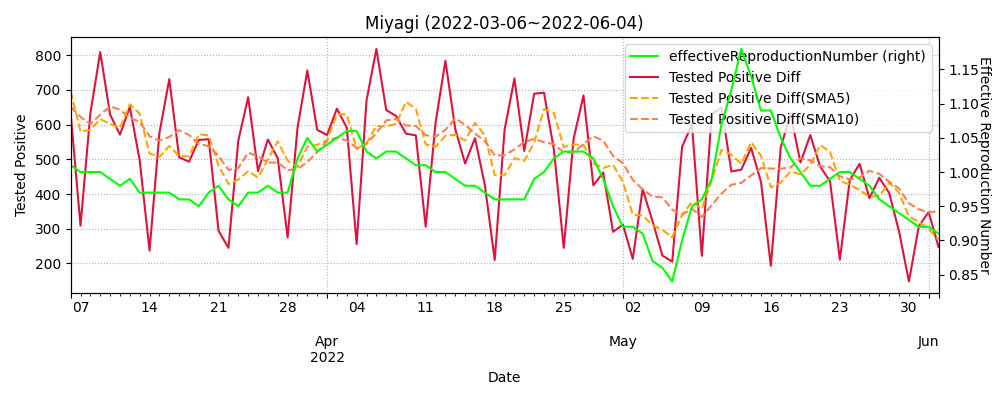 Miyagi (2022-03-06~2022-06-04)
effectiveReproductionNumber (right)
Tested Positive Diff
Tested Positive Diff(SMA5)
Tested Positive Diff(SMA10)
Tested Positive
800
700
600
500
400
300
200
1.15
1.10
1.05
1.00
0.95
0.90
0.85
Effective Reproduction Number
07 14 21 28 04 11 18 25 02 09 16 23 30
Apr May Jun
2022
Date